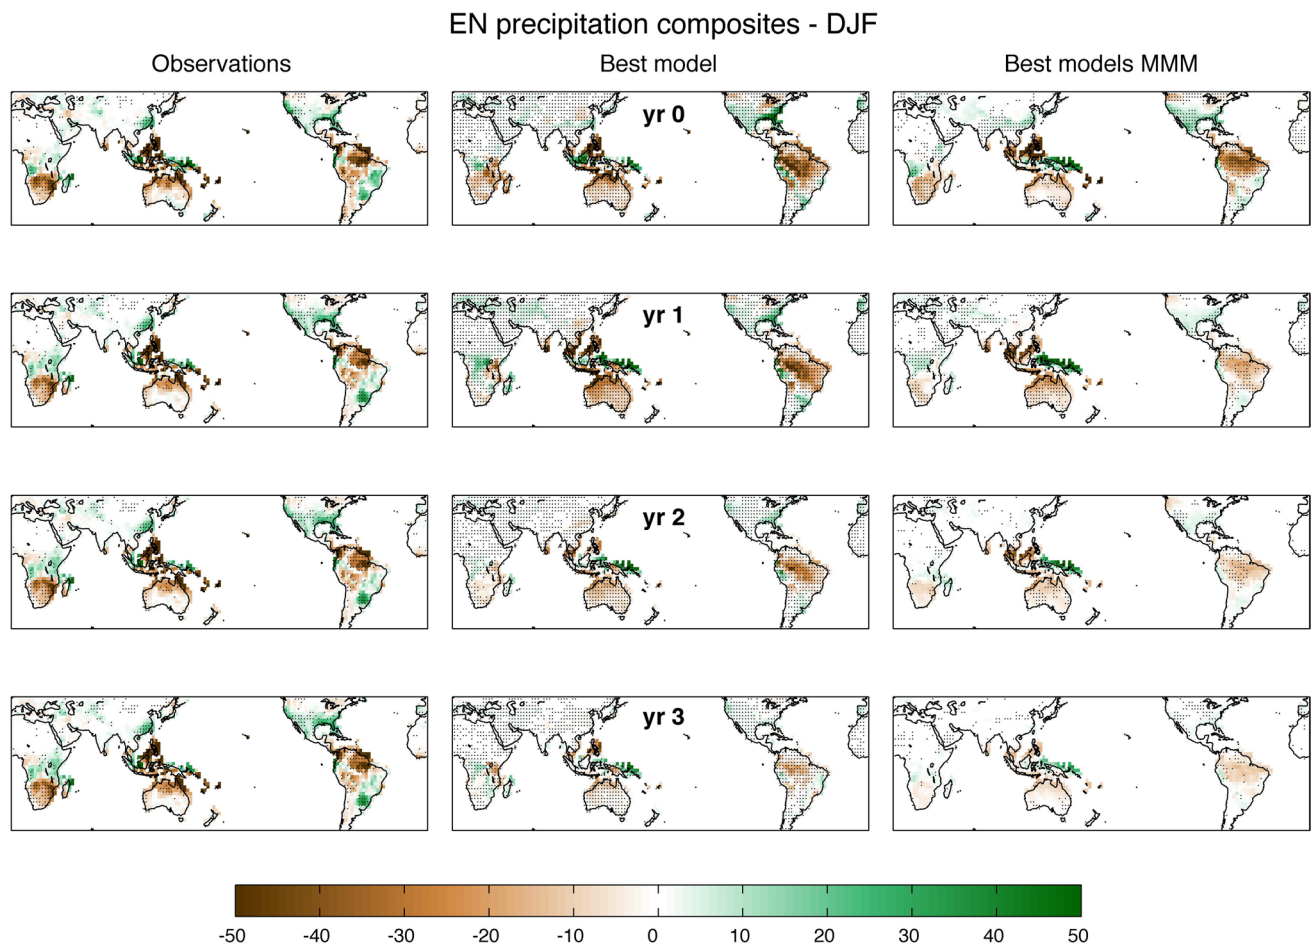 EN precipitation composites - DJF
Observations
Best model
Best models MMM
yr 0
yr 1
yr 2
yr 3
-50 -40 -30 -20 -10 0 10 20 30 40 50